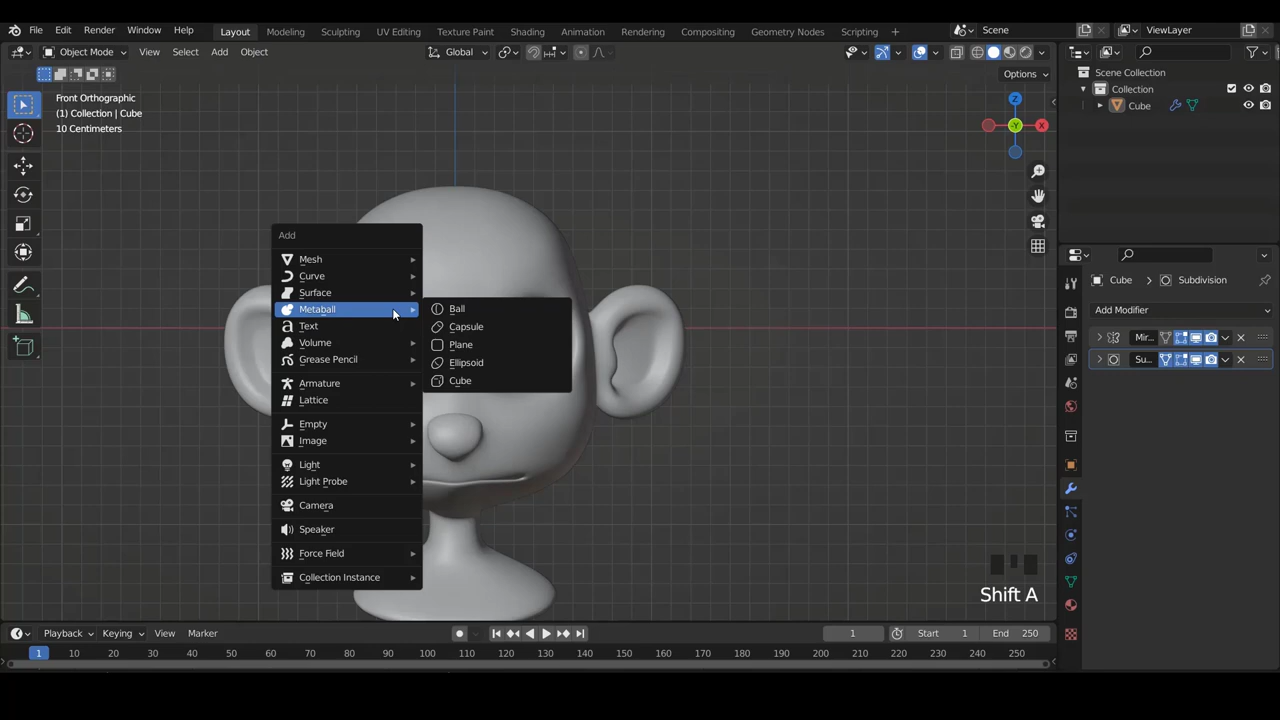 File Edit Render Window Help Layout Modeling Sculpting UV Editing Texture Paint Shading Animation Rendering Compositing Geometry Nodes Scripting + Scene ViewLayer
Object Mode View Select Add Object Global
Options
Front Orthographic
(1) Collection | Cube
10 Centimeters
Z
-Y
X
Scene Collection
Collection
Cube
Cube Subdivision
Add Modifier
Mir...
Su...
Add
Mesh
Curve
Surface
Metaball
Text
Volume
Grease Pencil
Armature
Lattice
Empty
Image
Light
Light Probe
Camera
Speaker
Force Field
Collection Instance
Ball
Capsule
Plane
Ellipsoid
Cube
Shift A
Playback Keying View Marker 1 Start 1 End 250
1 10 20 30 40 50 60 70 80 90 100 110 120 130 140 150 160 170 180 190 200 210 220 230 240 250